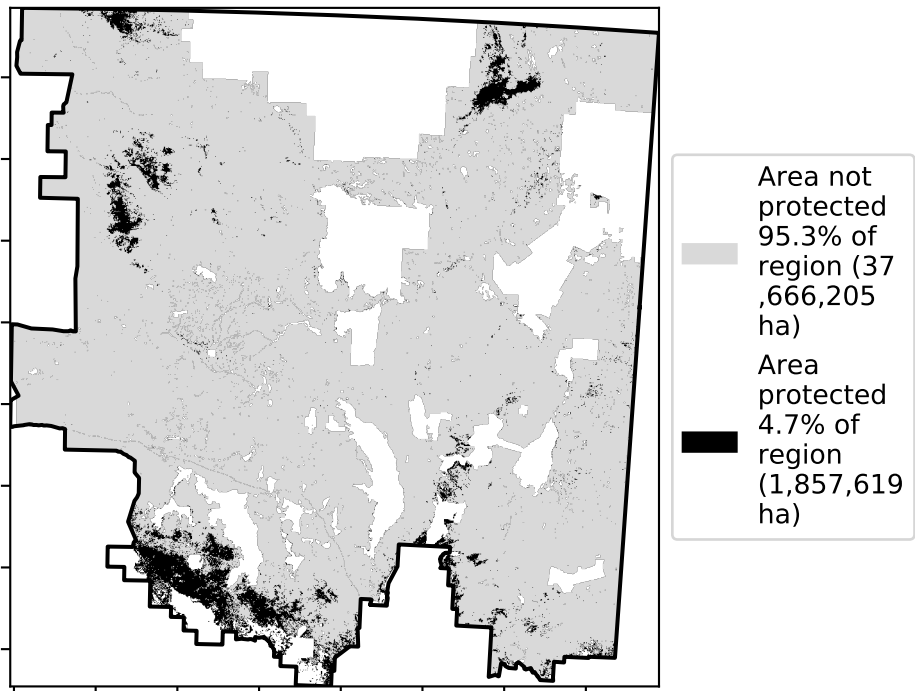 Area not
protected
95.3% of
region (37
,666,205
ha)
Area
protected
4.7% of
region
(1,857,619
ha)